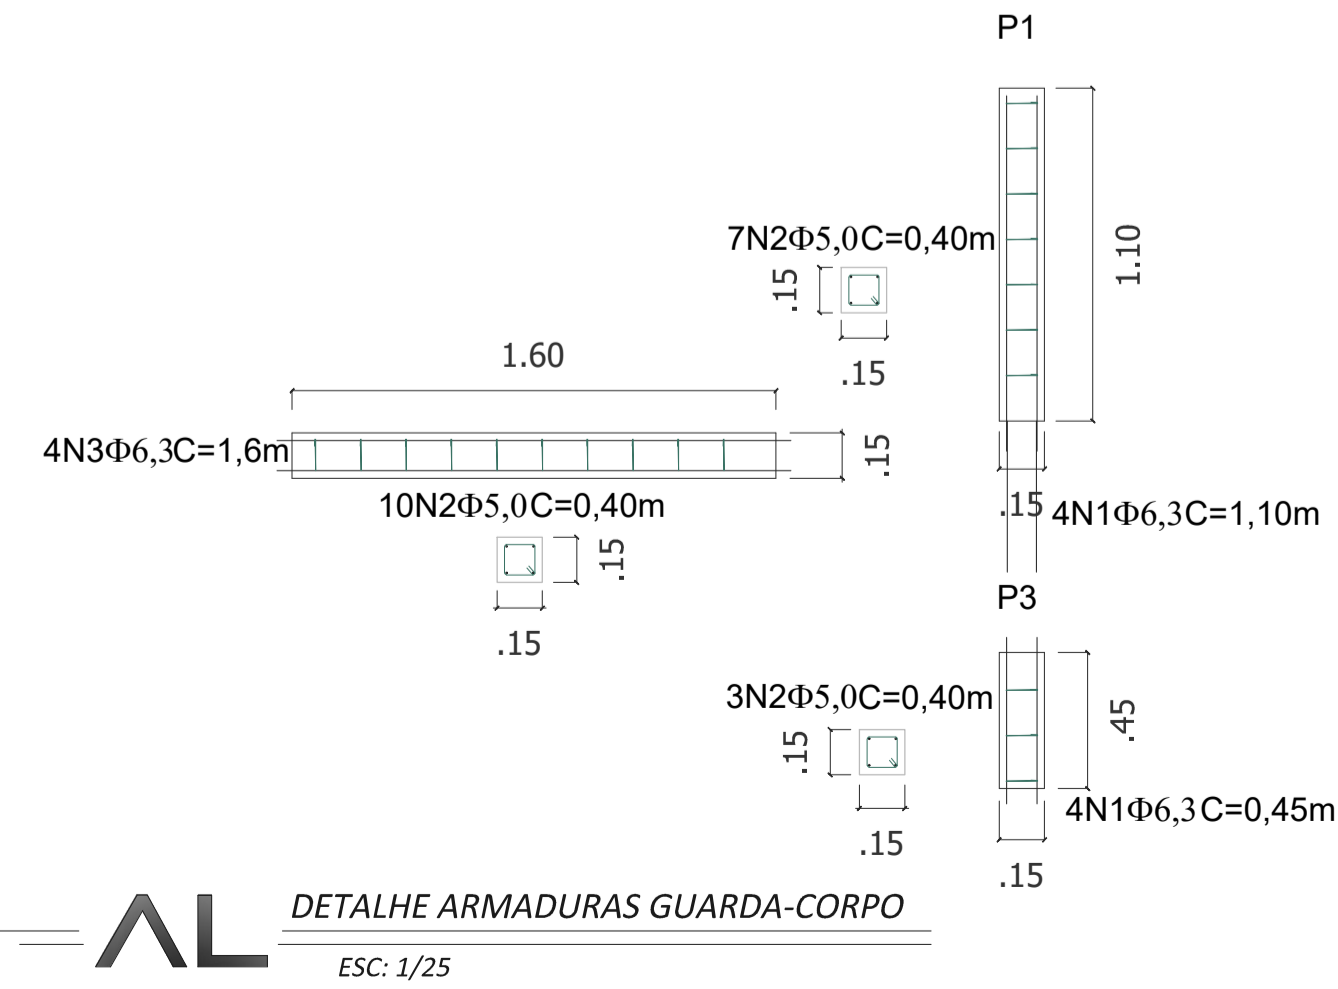 P1
7N2Φ5,0C=0,40m
1.10
.15
.15
1.60
4N3Φ6,3C=1,6m
.15
10N2Φ5,0C=0,40m
.15
4N1Φ6,3C=1,10m
.15
.15
P3
3N2Φ5,0C=0,40m
.45
.15
4N1Φ6,3C=0,45m
.15
.15
AL
DETALHE ARMADURAS GUARDA-CORPO
ESC: 1/25